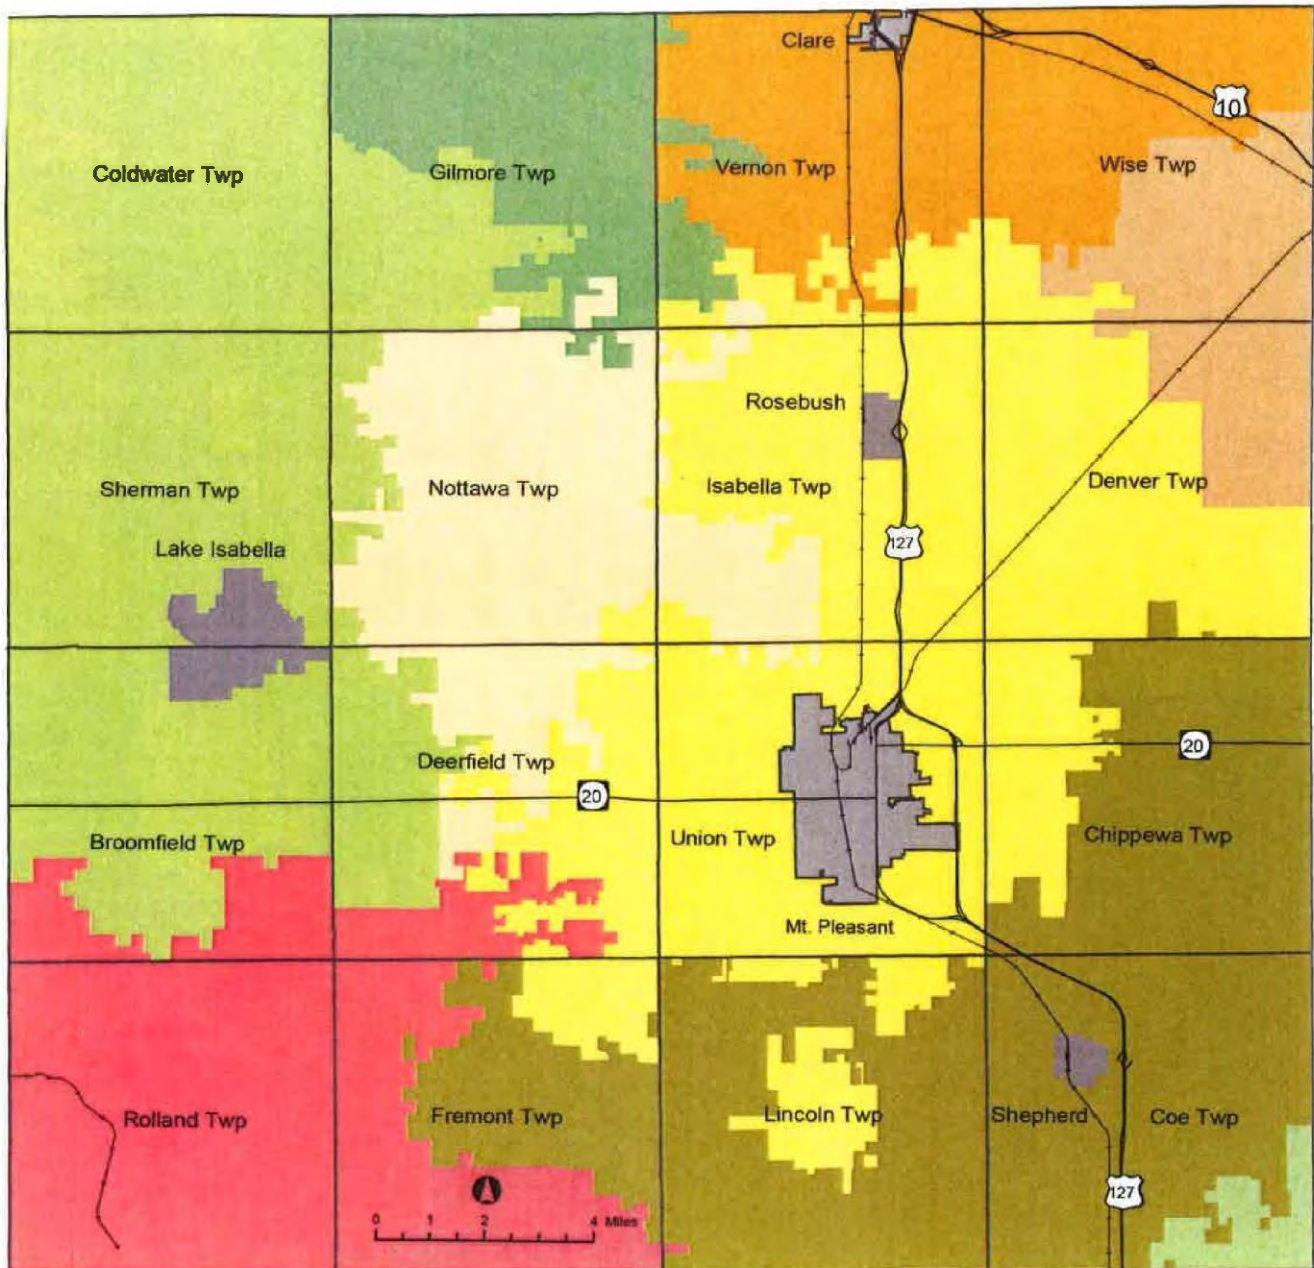 Clare
10
Coldwater Twp
Gilmore Twp
Vernon Twp
Wise Twp
Rosebush
Sherman Twp
Nottawa Twp
Isabella Twp
Denver Twp
Lake Isabella
127
20
Deerfield Twp
20
Broomfield Twp
Union Twp
Chippewa Twp
Mt. Pleasant
Rolland Twp
Fremont Twp
Lincoln Twp
Shepherd
Coe Twp
127
0 1 2 4 Miles